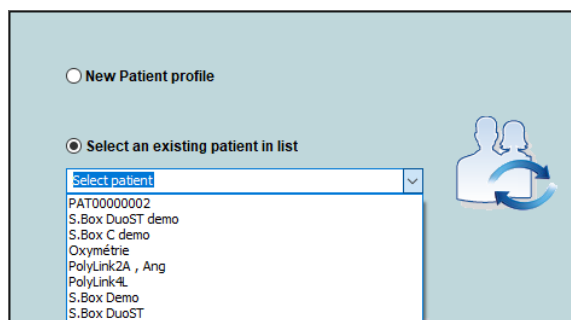 New Patient profile
Select an existing patient in list
Select patient
PAT00000002
S.Box DuoST demo
S.Box C demo
Oxymétrie
PolyLink2A , Ang
PolyLink4L
S.Box Demo
S.Box DuoST